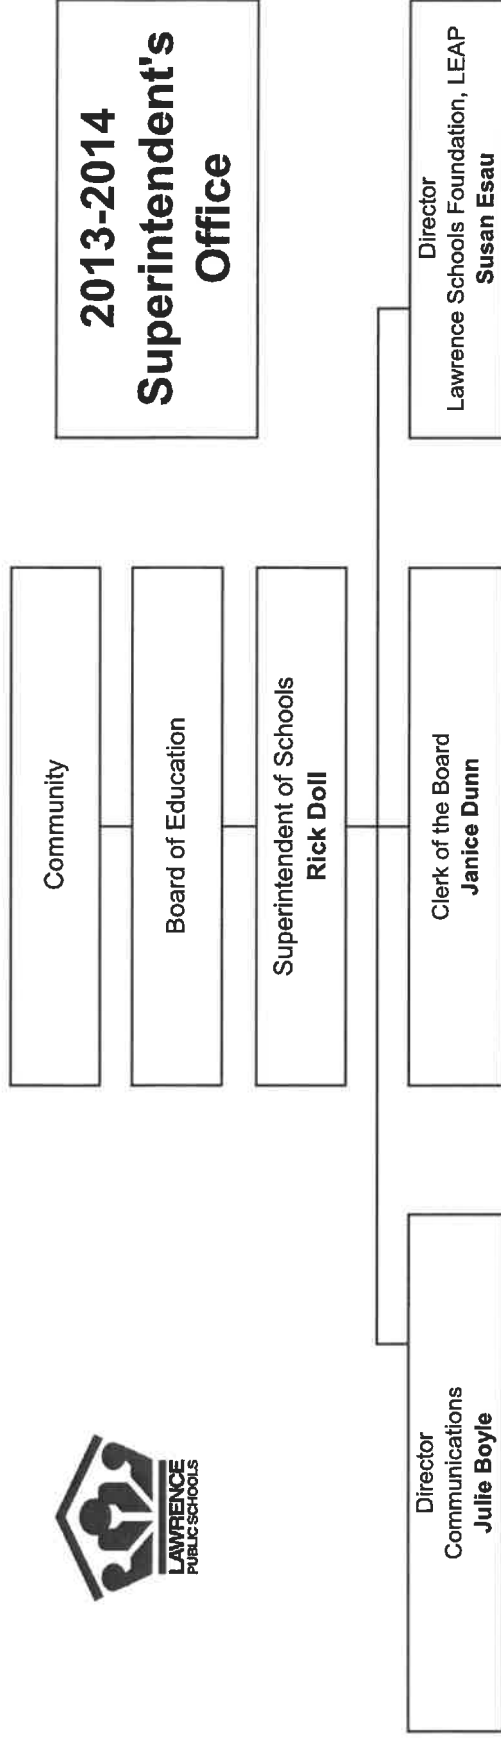 LAWRENCE
PUBLIC SCHOOLS
2013-2014
Superintendent's
Office
Community
Board of Education
Superintendent of Schools
Rick Doll
Director
Communications
Julie Boyle
Clerk of the Board
Janice Dunn
Director
Lawrence Schools Foundation, LEAP
Susan Esau